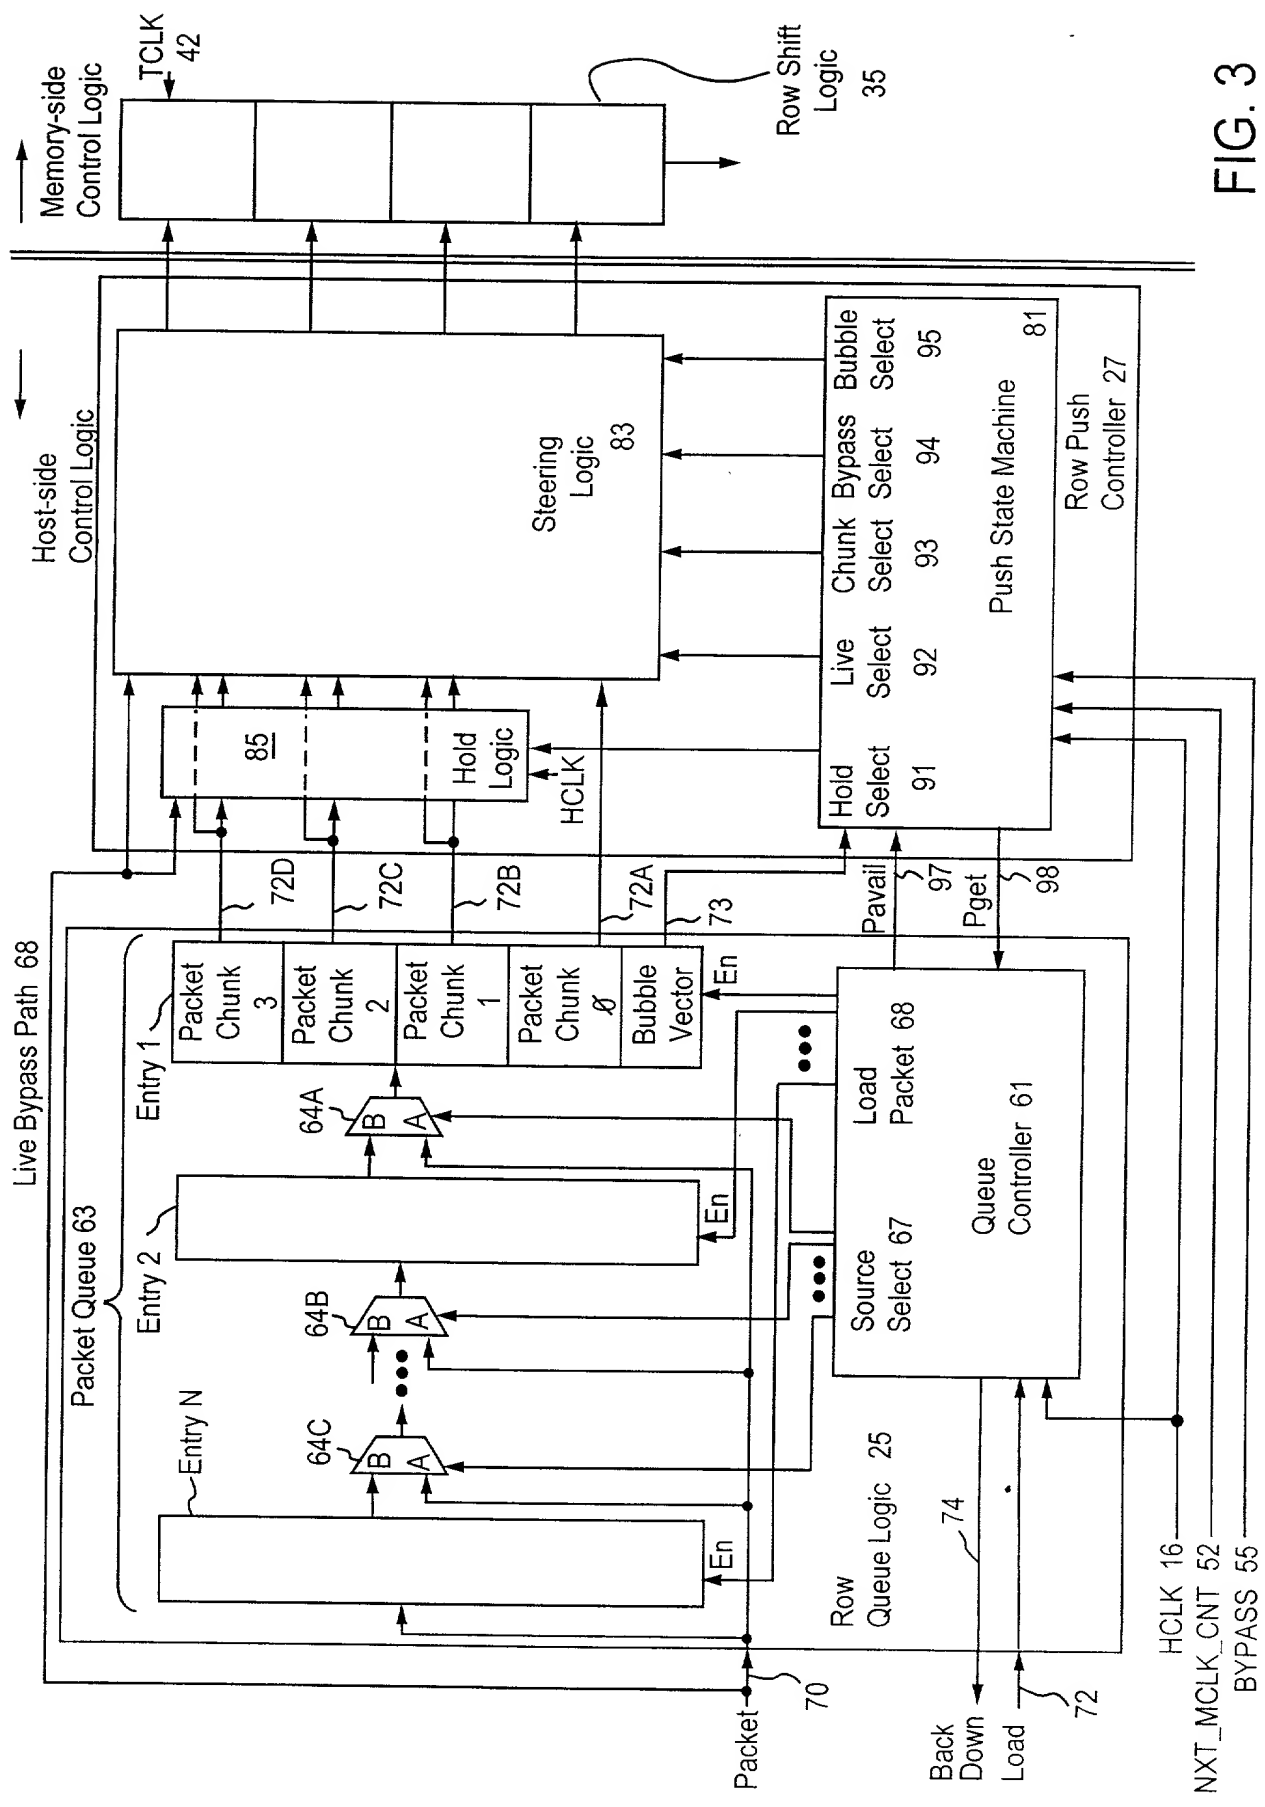 Host-side
Control Logic
Memory-side
Control Logic
Live Bypass Path 68
Packet Queue 63
Entry N
Entry 2
Entry 1
64C
B
A
64B
B
A
64A
B
A
Packet
Chunk
3
Packet
Chunk
2
Packet
Chunk
1
Packet
Chunk
0
Bubble
Vector
72D
72C
72B
72A
73
85
Hold
Logic
HCLK
Steering
Logic
83
TCLK
42
Row Shift
Logic
35
En
En
En
Packet
70
Row
Queue Logic 25
Source
Select 67
Load
Packet 68
Queue
Controller 61
Pavail
97
Pget
98
Hold
Select
91
Live
Select
92
Chunk
Select
93
Bypass
Select
94
Bubble
Select
95
Push State Machine
81
Row Push
Controller 27
Back
Down
74
Load
72
HCLK 16
NXT_MCLK_CNT 52
BYPASS 55
FIG. 3